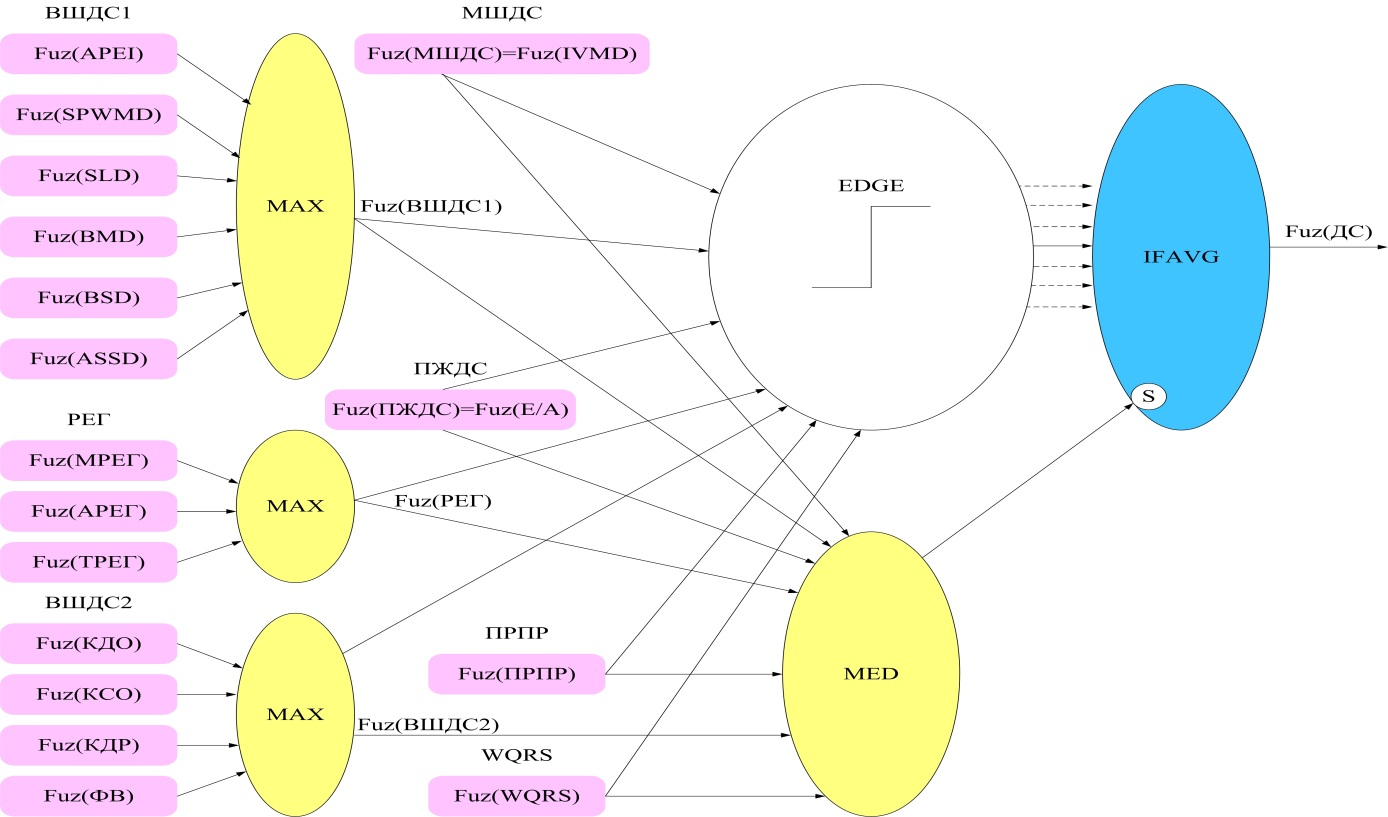 ВШДС1
Fuz(APEI)
Fuz(SPWMD)
Fuz(SLD)
Fuz(BMD)
Fuz(BSD)
Fuz(ASSD)
MAX
Fuz(ВШДС1)
МШДС
Fuz(МШДС)=Fuz(IVMD)
ПЖДС
Fuz(ПЖДС)=Fuz(E/A)
РЕГ
Fuz(МРЕГ)
Fuz(АРЕГ)
Fuz(ТРЕГ)
MAX
Fuz(РЕГ)
ВШДС2
Fuz(КДО)
Fuz(КСО)
Fuz(КДР)
Fuz(ФВ)
MAX
Fuz(ВШДС2)
ПРПР
Fuz(ПРПР)
WQRS
Fuz(WQRS)
EDGE
MED
IFAVG
S
Fuz(ДС)